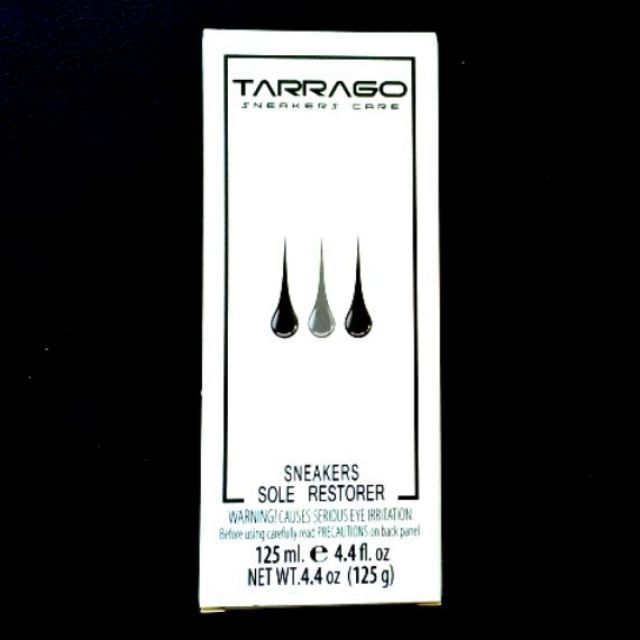 TARRAGO
SNEAKERS CARE
SNEAKERS
SOLE RESTORER
WARNING! CAUSES SERIOUS EYE IRRITATION
Before using carefully read PRECAUTIONS on back panel
125 ml. ℮ 4.4 fl. oz
NET WT. 4.4 oz (125 g)